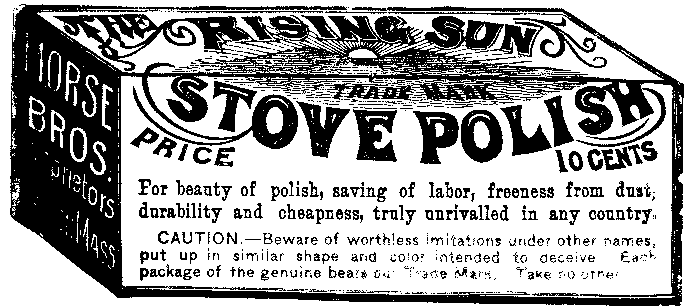 THE RISING SUN
TRADE MARK
STOVE POLISH
PRICE 10 CENTS
For beauty of polish, saving of labor, freeness from dust,
durability and cheapness, truly unrivalled in any country.
CAUTION.—Beware of worthless imitations under other names,
put up in similar shape and color intended to deceive. Each
package of the genuine bears our Trade Mark. Take no other
MORSE
BROS.
Proprietors
MASS